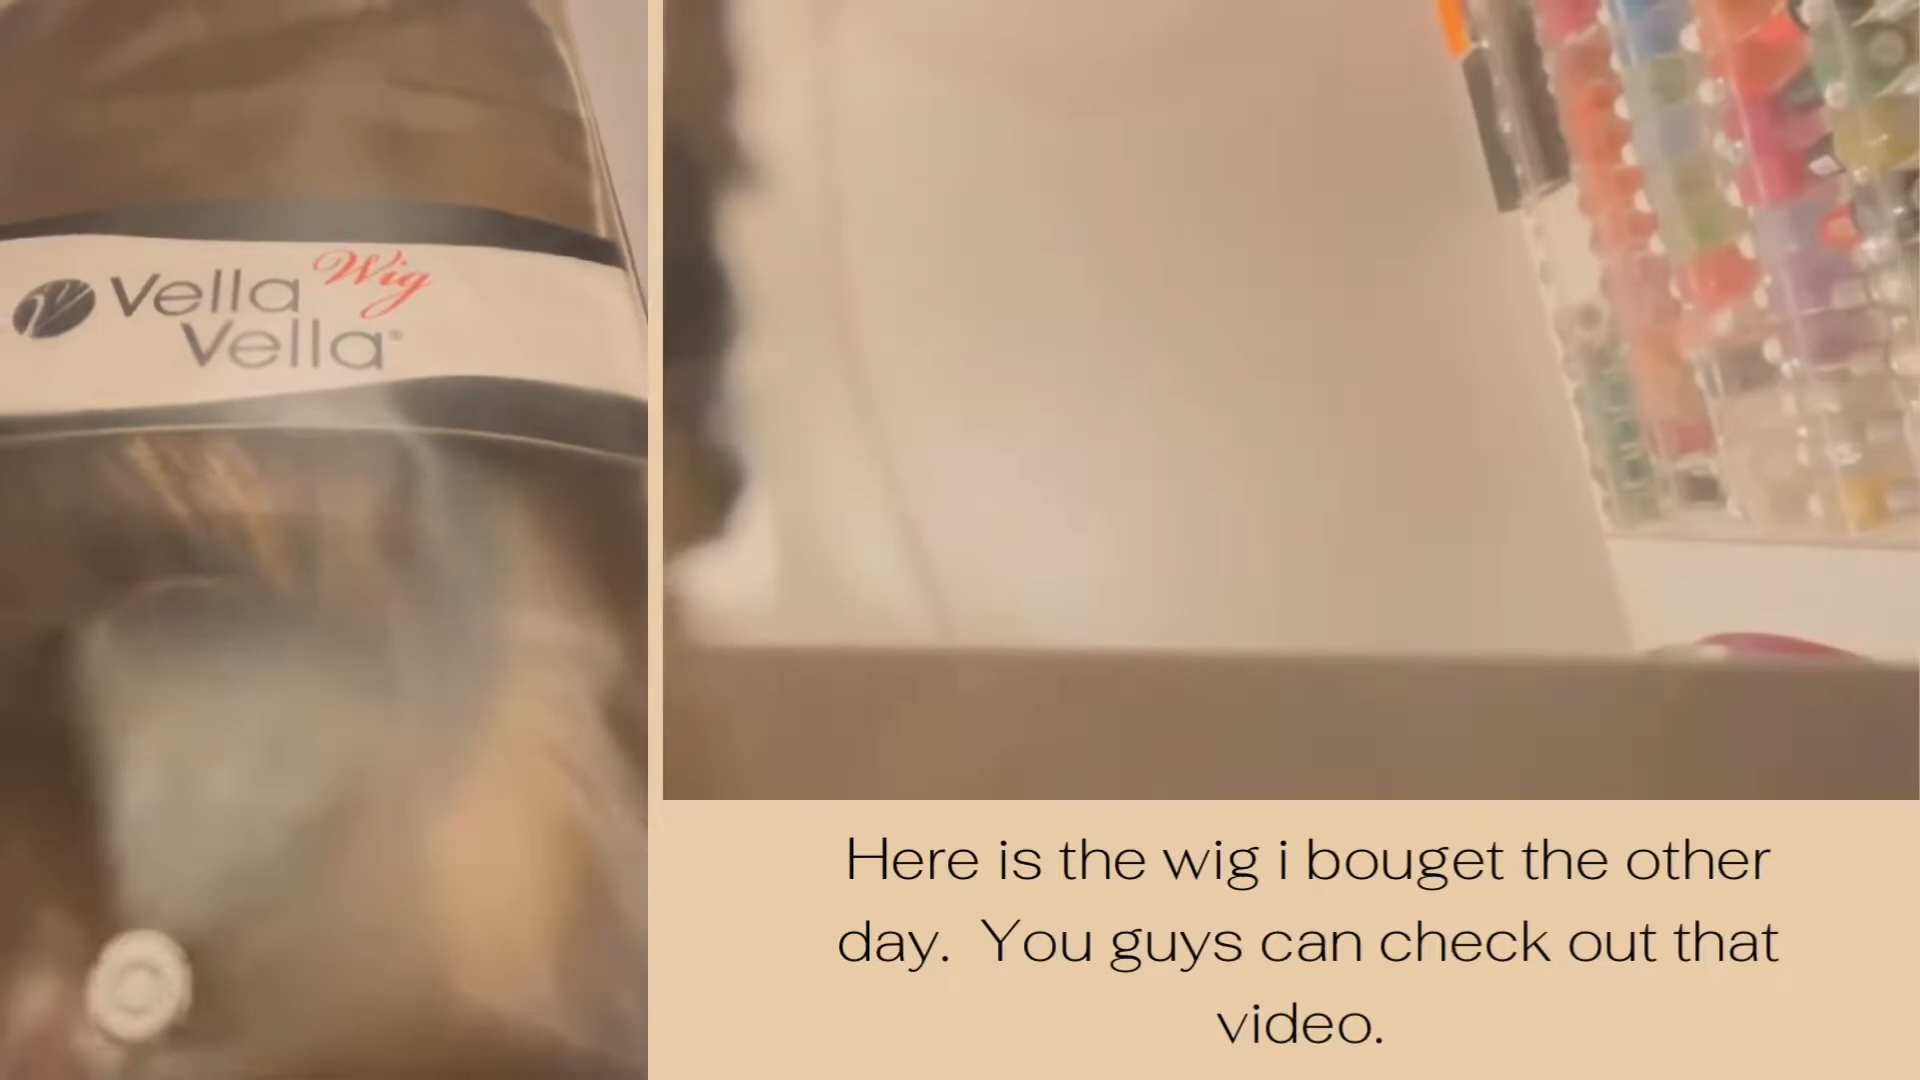 Vella Wig
Vella
Here is the wig i bouget the other
day. You guys can check out that
video.